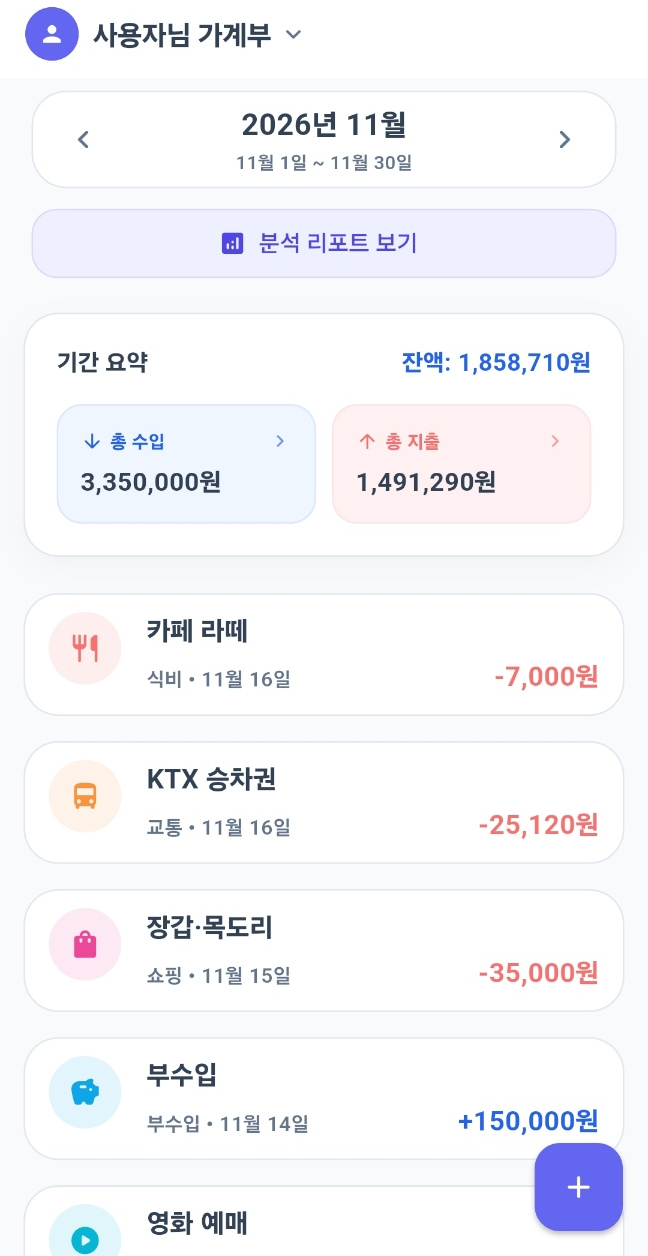 사용자님 가계부
2026년 11월
11월 1일 ~ 11월 30일
분석 리포트 보기
기간 요약
잔액: 1,858,710원
총 수입
총 지출
3,350,000원
1,491,290원
카페 라떼
식비 • 11월 16일
-7,000원
KTX 승차권
교통 • 11월 16일
-25,120원
장갑·목도리
쇼핑 • 11월 15일
-35,000원
부수입
부수입 • 11월 14일
+150,000원
영화 예매